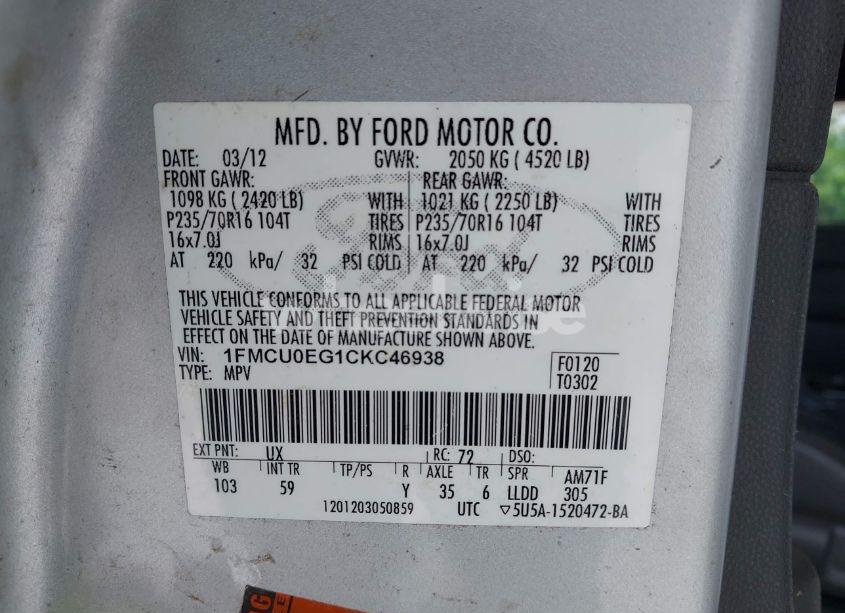 MFD. BY FORD MOTOR CO.
DATE: 03/12 GVWR: 2050 KG ( 4520 LB)
FRONT GAWR: REAR GAWR:
1098 KG ( 2420 LB) WITH 1021 KG ( 2250 LB) WITH
P235/70R16 104T TIRES P235/70R16 104T TIRES
16x7.0J RIMS 16x7.0J RIMS
AT 220 kPa/ 32 PSI COLD AT 220 kPa/ 32 PSI COLD
THIS VEHICLE CONFORMS TO ALL APPLICABLE FEDERAL MOTOR
VEHICLE SAFETY AND THEFT PREVENTION STANDARDS IN
EFFECT ON THE DATE OF MANUFACTURE SHOWN ABOVE.
VIN: 1FMCU0EG1CKC46938 F0120
TYPE: MPV T0302
EXT PNT: UX RC: 72 DSO:
WB INT TR TP/PS R AXLE TR SPR AM71F
103 59 Y 35 6 LLDD 305
1201203050859 UTC ▽5U5A-1520472-BA